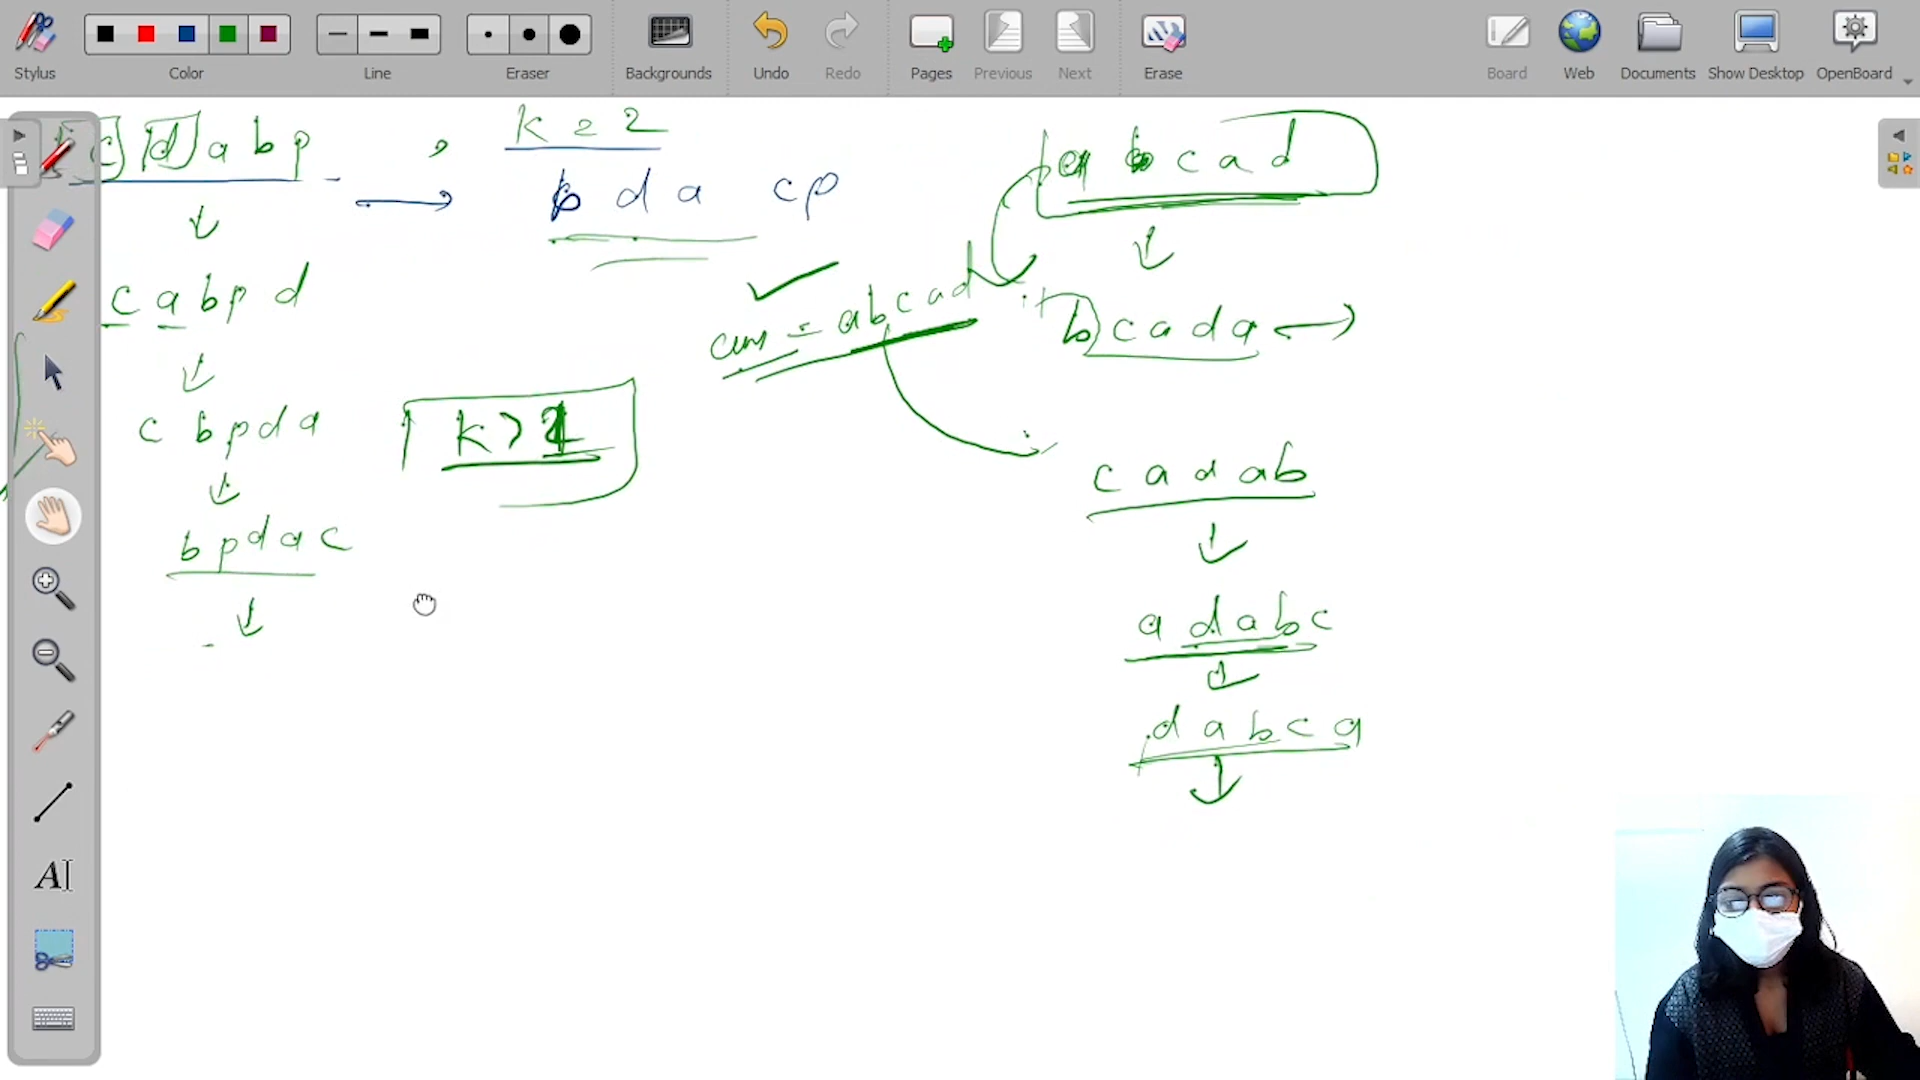 Stylus
Color
Line
Eraser
Backgrounds
Undo
Redo
Pages
Previous
Next
Erase
Board
Web
Documents
Show Desktop
OpenBoard
c d a b p , k = 2
b d a c p
a b c a d
c a b p d
ans = abcad
b c a d a
c b p d a
k > 1
c a d a b
b p d a c
a d a b c
d a b c a